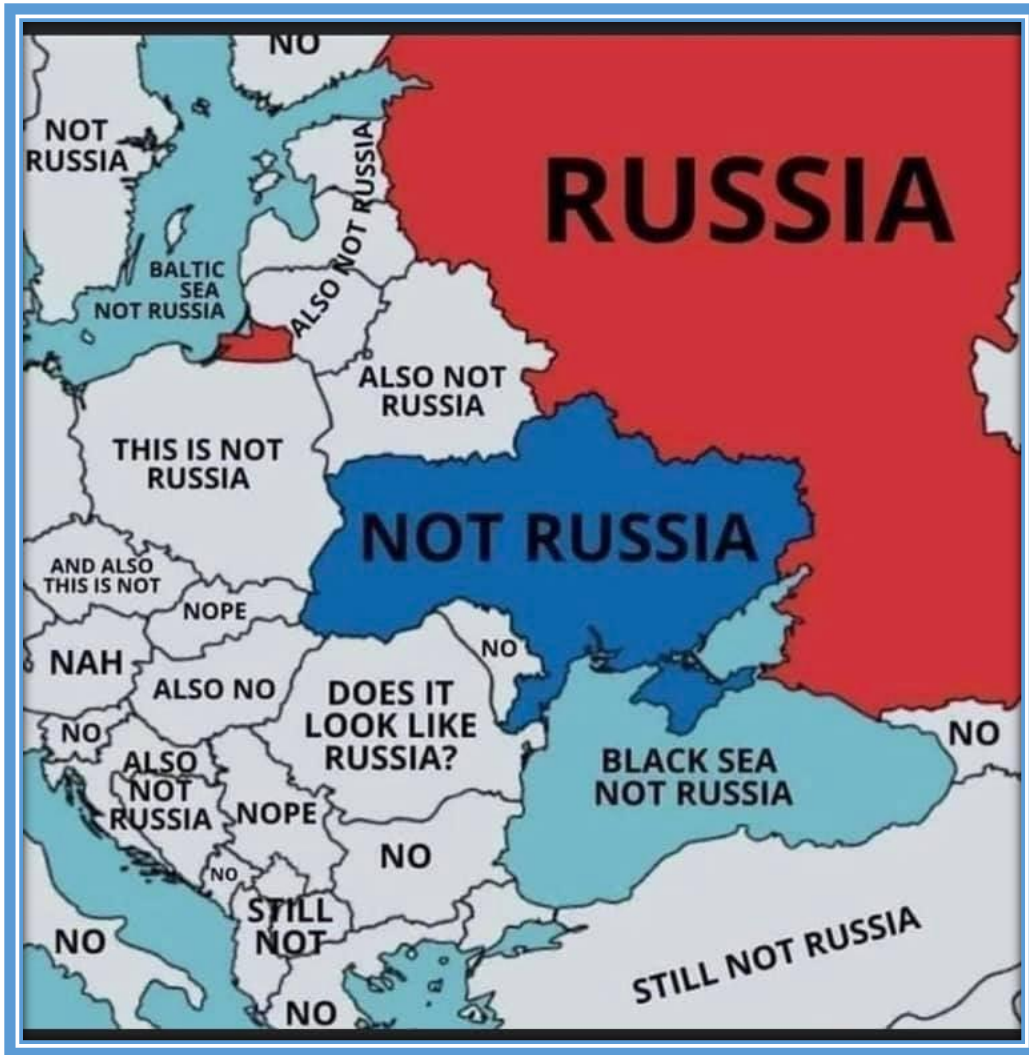 NO
NOT
RUSSIA
RUSSIA
ALSO NOT RUSSIA
BALTIC
SEA
NOT RUSSIA
ALSO NOT
RUSSIA
THIS IS NOT
RUSSIA
NOT RUSSIA
AND ALSO
THIS IS NOT
NOPE
NO
NAH
ALSO NO
DOES IT
LOOK LIKE
RUSSIA?
NO
ALSO
NOT
RUSSIA
NOPE
BLACK SEA
NOT RUSSIA
NO
NO
NO
STILL
NOT
NO
STILL NOT RUSSIA
NO